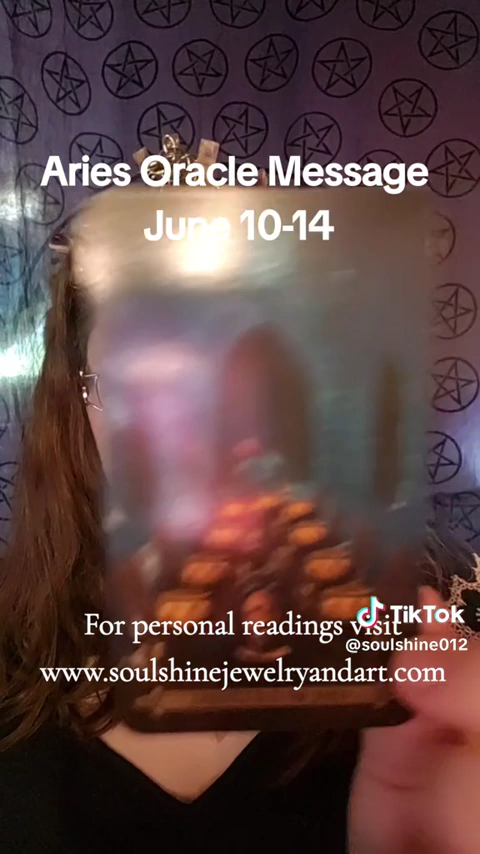 Aries Oracle Message
June 10-14
For personal readings visit
TikTok
@soulshine012
www.soulshinejewelryandart.com